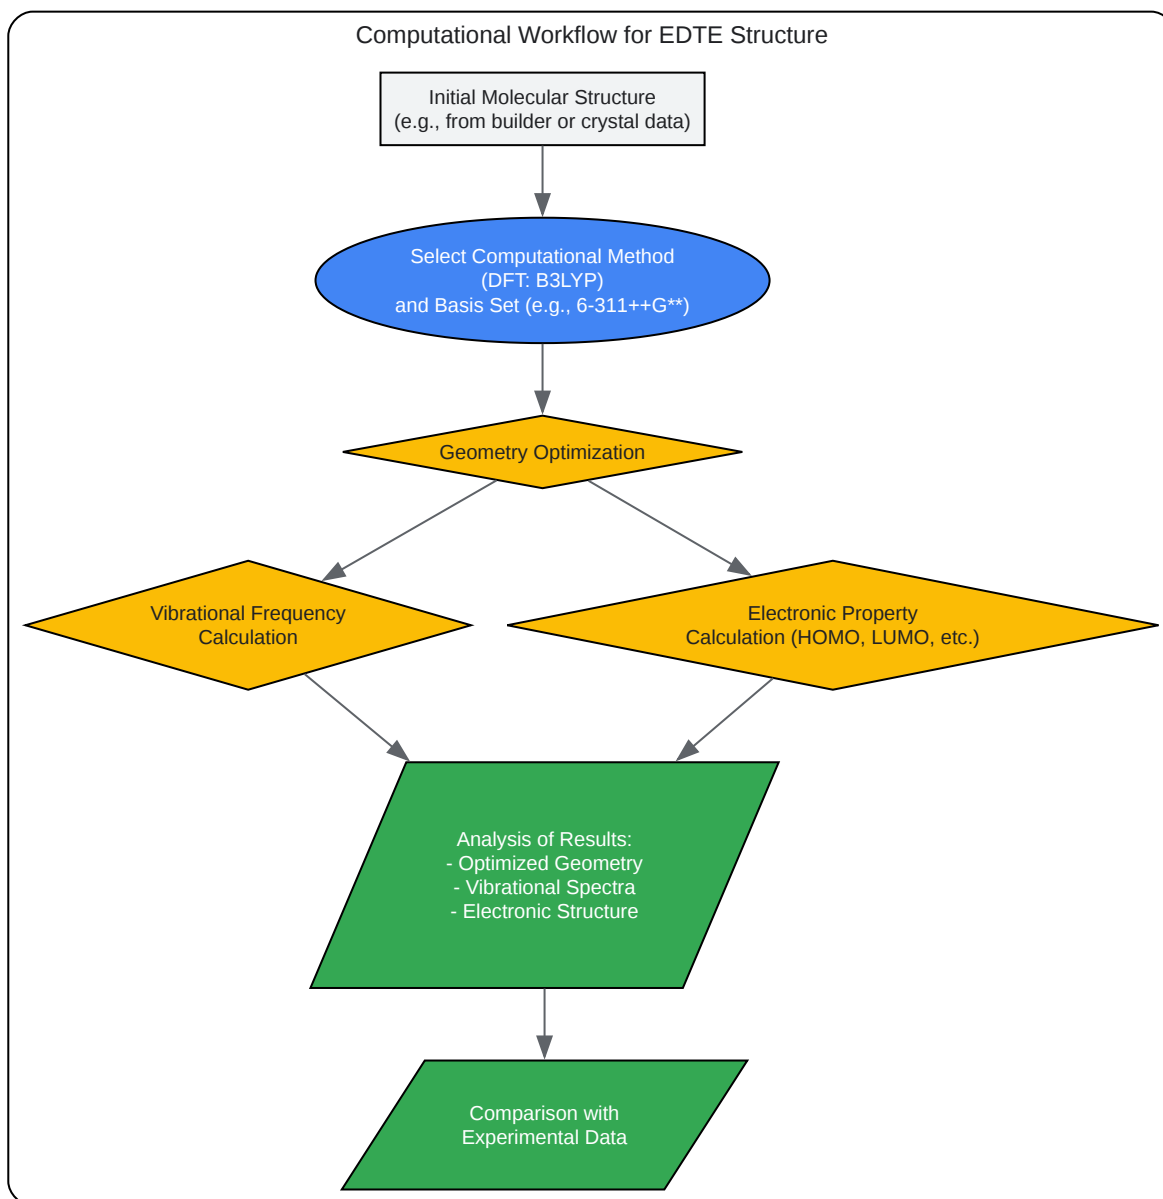 Computational Workflow for EDTE Structure
Initial Molecular Structure
(e.g., from builder or crystal data)
Select Computational Method
(DFT: B3LYP)
and Basis Set (e.g., 6-311++G**)
Geometry Optimization
Vibrational Frequency
Calculation
Electronic Property
Calculation (HOMO, LUMO, etc.)
Analysis of Results:
- Optimized Geometry
- Vibrational Spectra
- Electronic Structure
Comparison with
Experimental Data